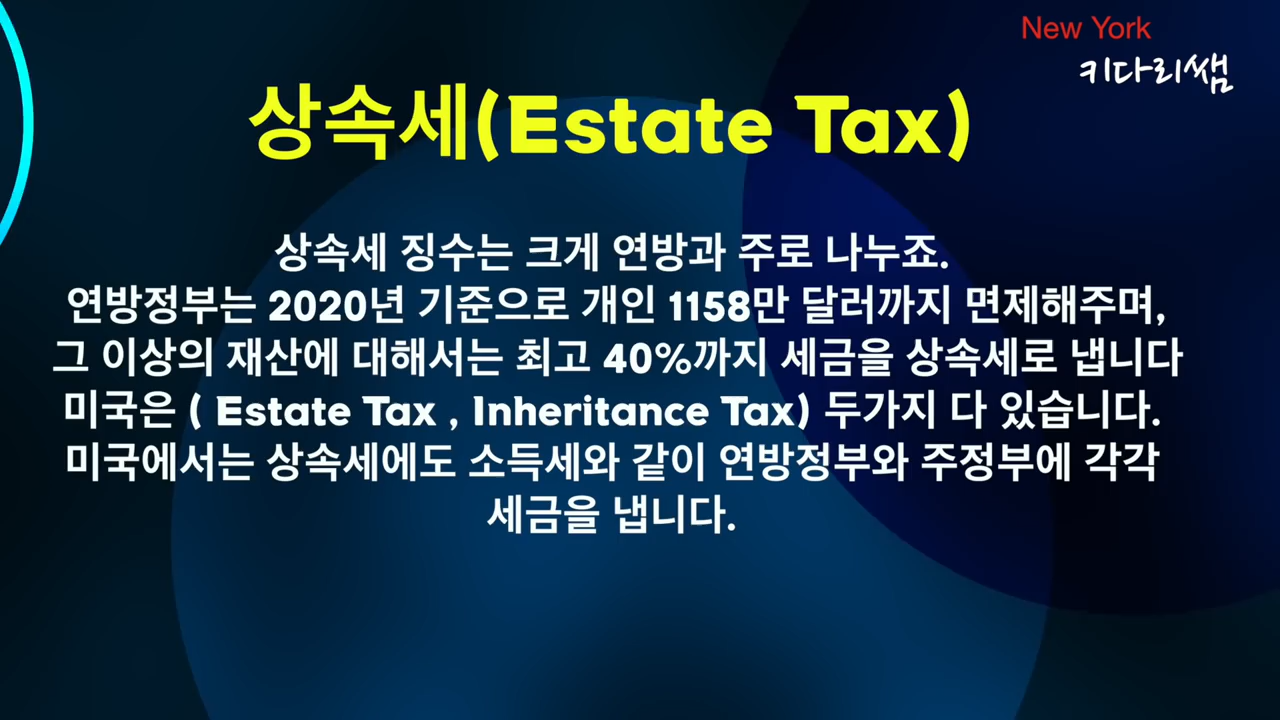 New York
키다리쌤
상속세(Estate Tax)
상속세 징수는 크게 연방과 주로 나누죠.
연방정부는 2020년 기준으로 개인 1158만 달러까지 면제해주며,
그 이상의 재산에 대해서는 최고 40%까지 세금을 상속세로 냅니다
미국은 ( Estate Tax , Inheritance Tax) 두가지 다 있습니다.
미국에서는 상속세에도 소득세와 같이 연방정부와 주정부에 각각
세금을 냅니다.